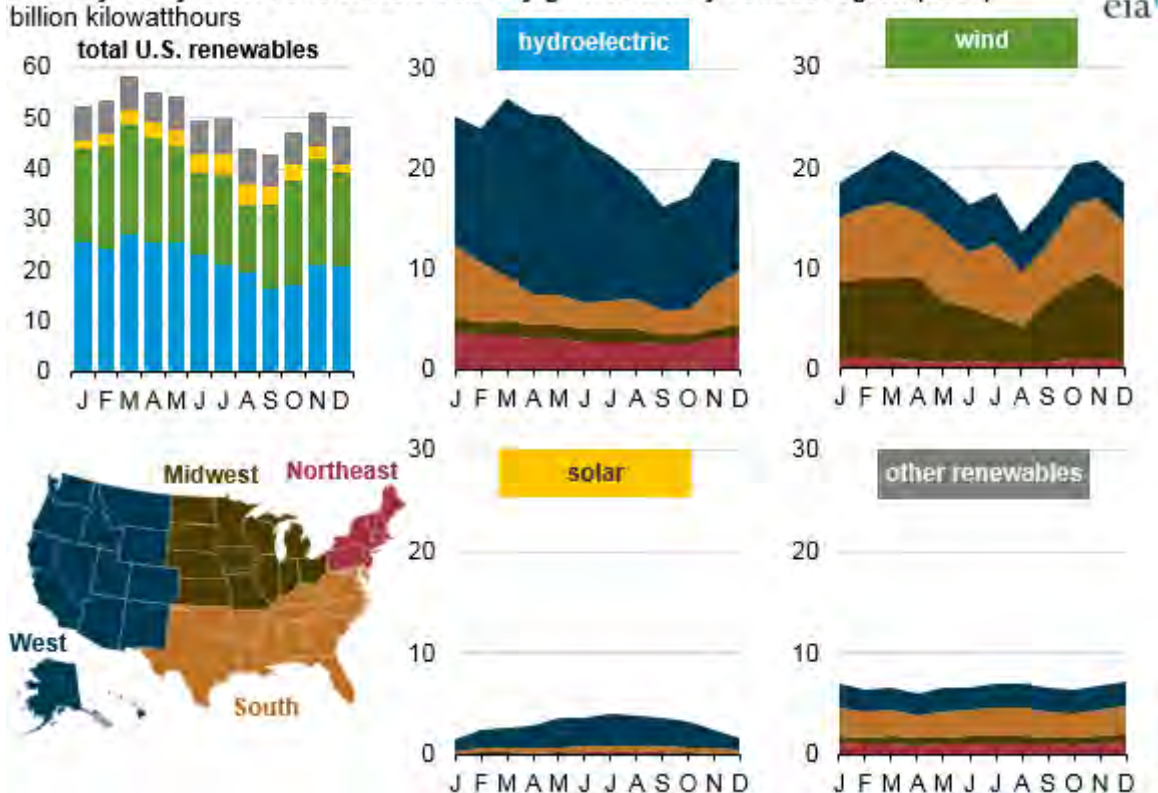 billion kilowatthours
eia
total U.S. renewables
60
50
40
30
20
10
0
J F M A M J J A S O N D
hydroelectric
30
20
10
0
J F M A M J J A S O N D
wind
30
20
10
0
J F M A M J J A S O N D
Midwest
Northeast
West
South
solar
30
20
10
0
J F M A M J J A S O N D
other renewables
30
20
10
0
J F M A M J J A S O N D